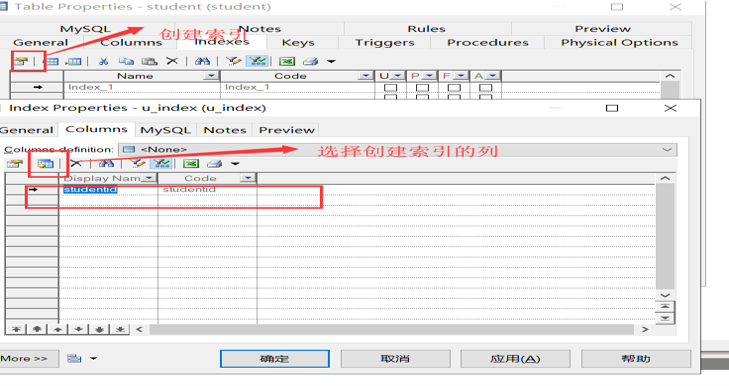 Table Properties - student (student)
MySQL Notes Rules Preview
创建索引
General Columns Indexes Keys Triggers Procedures Physical Options
Name Code U P F A
Index_1 Index_1
Index Properties - u_index (u_index)
General Columns MySQL Notes Preview
Columns definition: <None>
选择创建索引的列
Display Nam Code
studentid studentid
More >> 确定 取消 应用(A) 帮助